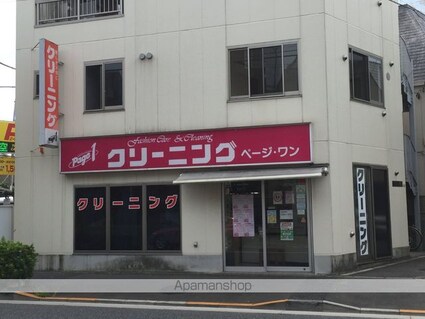 クリーニング
Fashion Care & Cleaning
Page 1
クリーニング ページ・ワン
クリーニング
クリーニング
Apamanshop